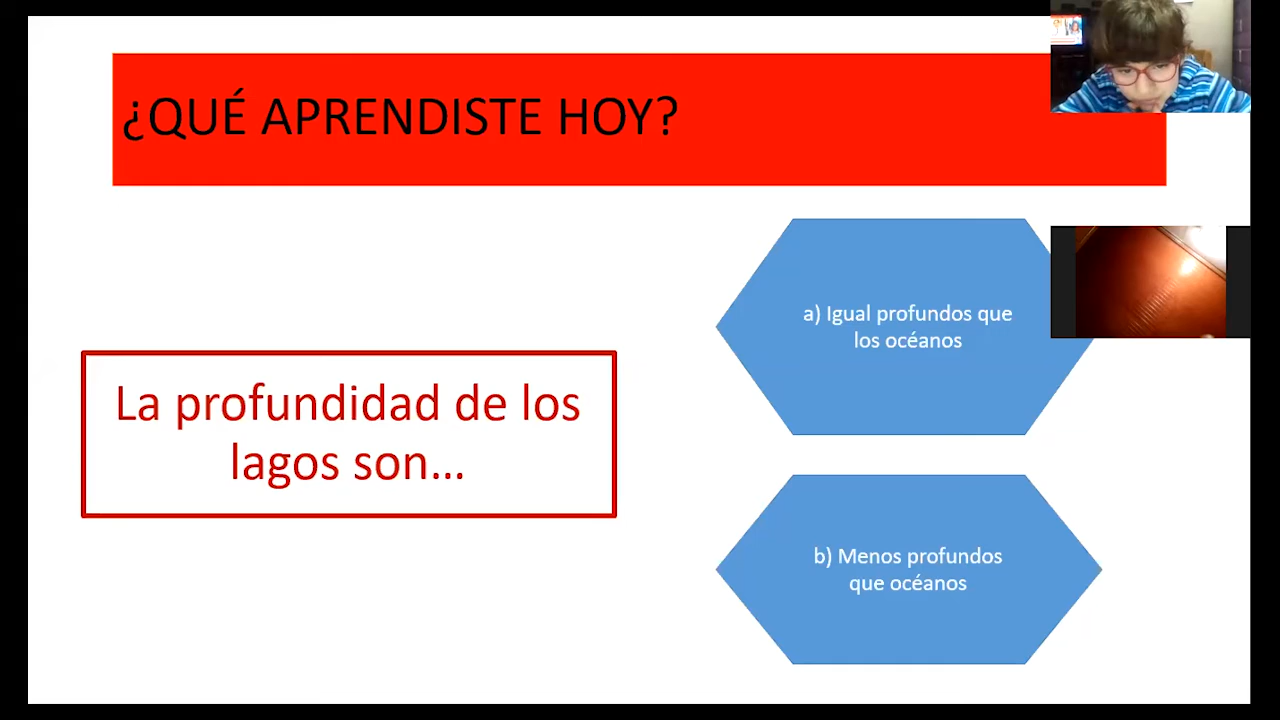 ¿QUÉ APRENDISTE HOY?
La profundidad de los
lagos son...
a) Igual profundos que
los océanos
b) Menos profundos
que océanos